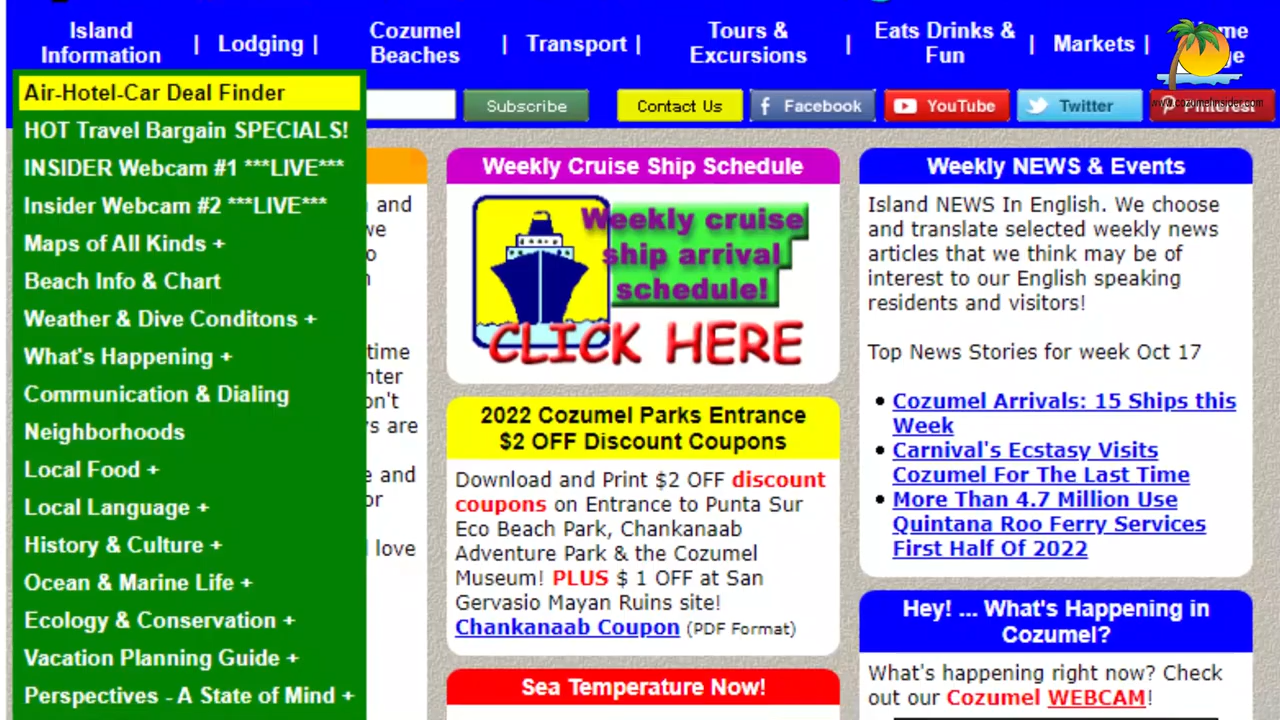 Island
Information
|
Lodging |
Cozumel
Beaches
|
Transport |
Tours &
Excursions
|
Eats Drinks &
Fun
|
Markets |
www.cozumelinsider.com
Air-Hotel-Car Deal Finder
HOT Travel Bargain SPECIALS!
INSIDER Webcam #1 ***LIVE***
Insider Webcam #2 ***LIVE***
Maps of All Kinds +
Beach Info & Chart
Weather & Dive Conditons +
What's Happening +
Communication & Dialing
Neighborhoods
Local Food +
Local Language +
History & Culture +
Ocean & Marine Life +
Ecology & Conservation +
Vacation Planning Guide +
Perspectives - A State of Mind +
Subscribe
Contact Us
Facebook
YouTube
Twitter
Pinterest
and
we
time
are
and
love
Weekly Cruise Ship Schedule
Weekly cruise
ship arrival
schedule!
CLICK HERE
2022 Cozumel Parks Entrance
$2 OFF Discount Coupons
Download and Print $2 OFF discount
coupons on Entrance to Punta Sur
Eco Beach Park, Chankanaab
Adventure Park & the Cozumel
Museum! PLUS $ 1 OFF at San
Gervasio Mayan Ruins site!
Chankanaab Coupon (PDF Format)
Sea Temperature Now!
Weekly NEWS & Events
Island NEWS In English. We choose
and translate selected weekly news
articles that we think may be of
interest to our English speaking
residents and visitors!
Top News Stories for week Oct 17
• Cozumel Arrivals: 15 Ships this
Week
• Carnival's Ecstasy Visits
Cozumel For The Last Time
• More Than 4.7 Million Use
Quintana Roo Ferry Services
First Half Of 2022
Hey! ... What's Happening in
Cozumel?
What's happening right now? Check
out our Cozumel WEBCAM!